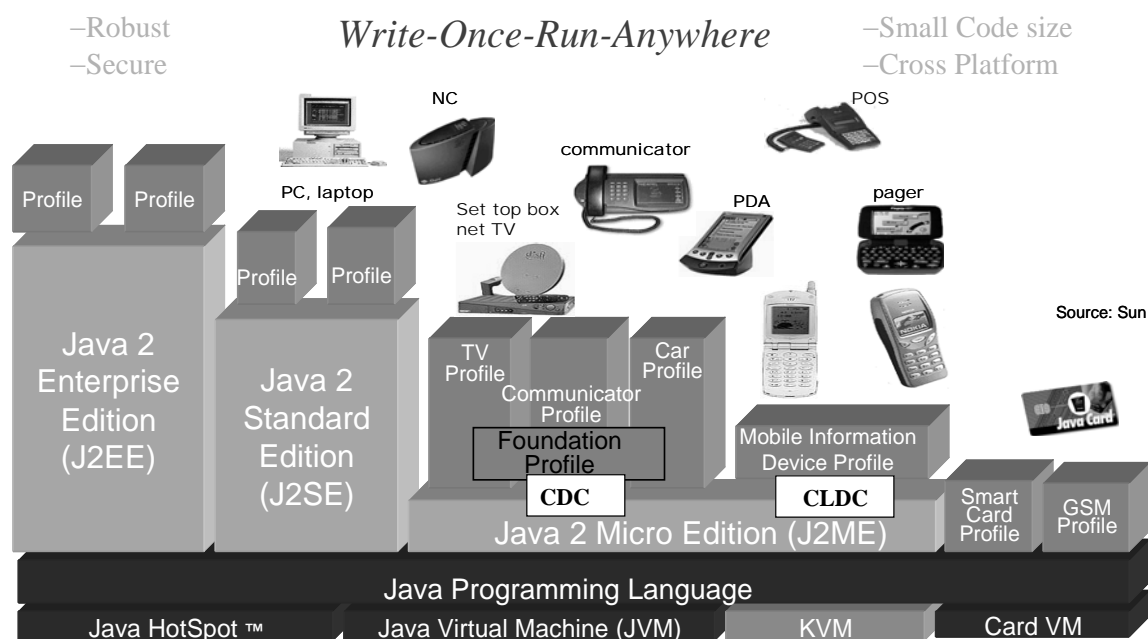 –Robust
–Secure
Write-Once-Run-Anywhere
–Small Code size
–Cross Platform
NC
POS
communicator
PC, laptop
PDA
pager
Set top box
net TV
Profile
Profile
Profile
Profile
Source: Sun
Java 2
Enterprise
Edition
(J2EE)
Java 2
Standard
Edition
(J2SE)
TV
Profile
Communicator
Profile
Car
Profile
Foundation
Profile
Mobile Information
Device Profile
NOKIA
Java Card
CDC
CLDC
Java 2 Micro Edition (J2ME)
Smart
Card
Profile
GSM
Profile
Java Programming Language
Java HotSpot ™
Java Virtual Machine (JVM)
KVM
Card VM